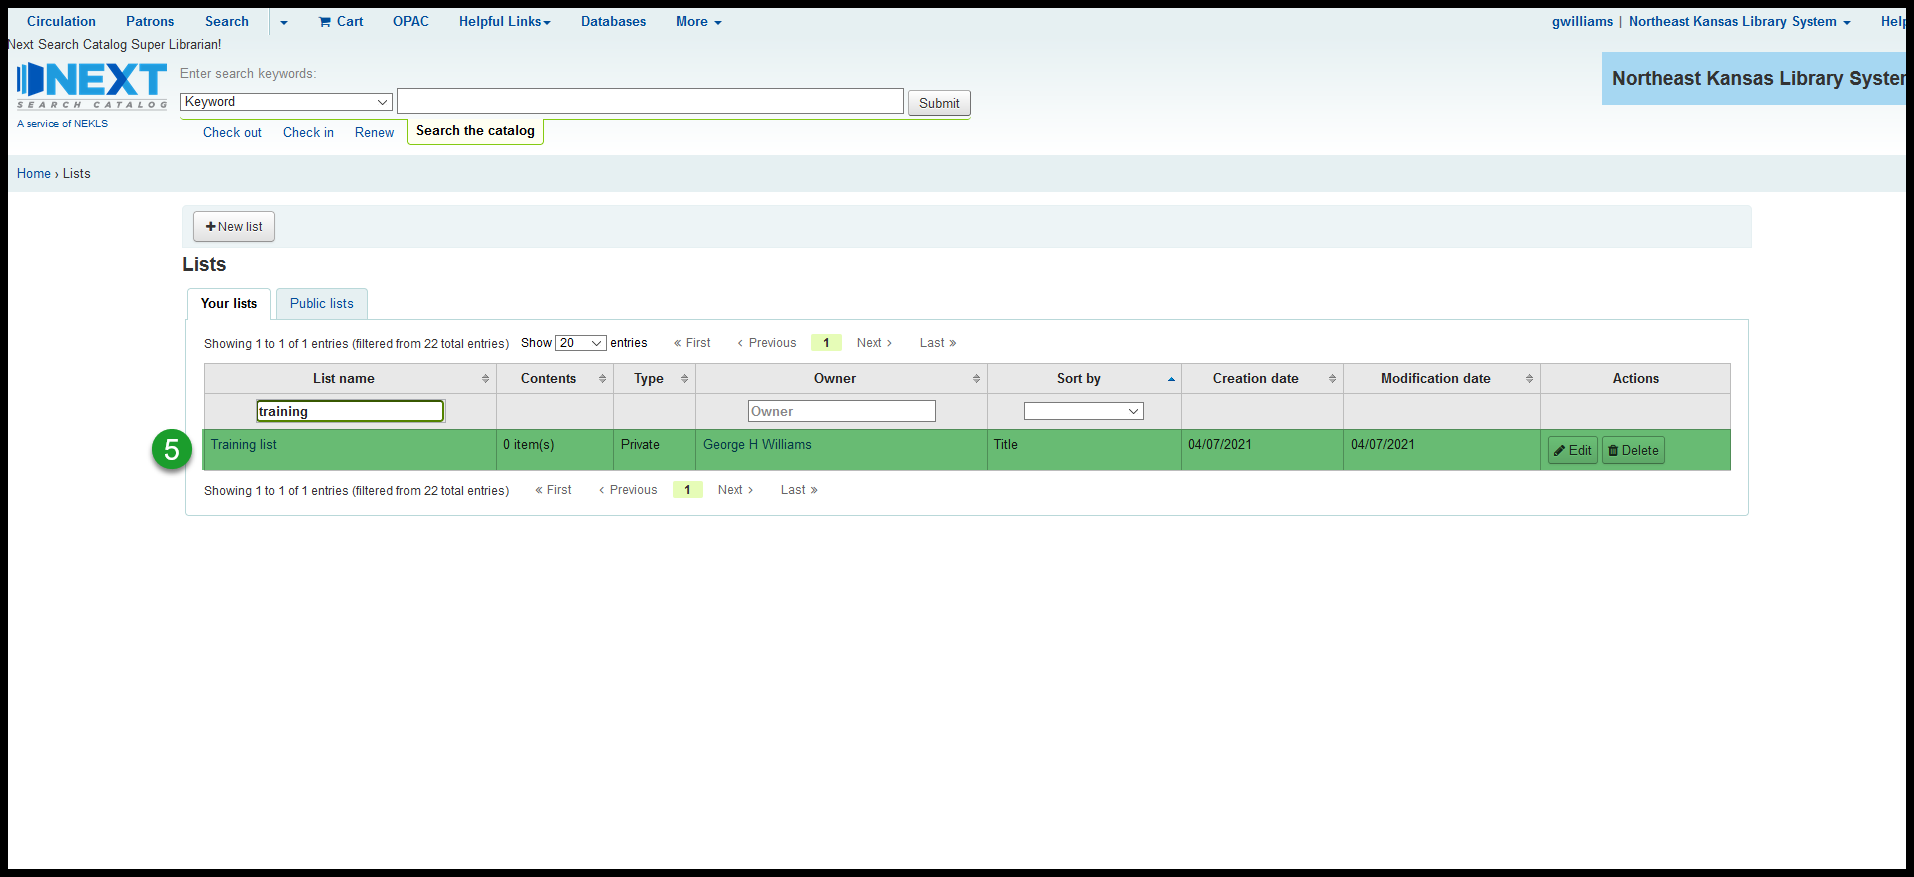 Circulation Patrons Search Cart OPAC Helpful Links Databases More gwilliams | Northeast Kansas Library System Help
Next Search Catalog Super Librarian!
NEXT
SEARCH CATALOG
A service of NEKLS
Enter search keywords:
Northeast Kansas Library System
Keyword Submit
Check out Check in Renew Search the catalog
Home › Lists
New list
Lists
Your lists Public lists
Showing 1 to 1 of 1 entries (filtered from 22 total entries) Show 20 entries « First ‹ Previous 1 Next › Last »
List name Contents Type Owner Sort by Creation date Modification date Actions
training Owner
5 Training list 0 item(s) Private George H Williams Title 04/07/2021 04/07/2021 Edit Delete
Showing 1 to 1 of 1 entries (filtered from 22 total entries) « First ‹ Previous 1 Next › Last »